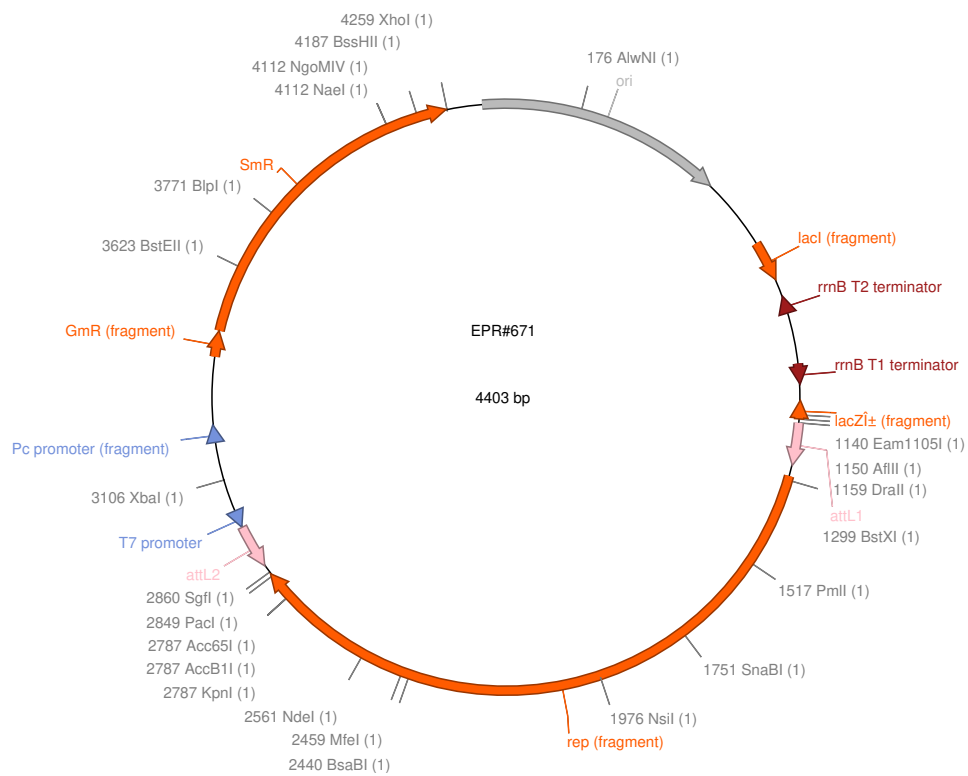 4259 XhoI (1)
4187 BssHII (1)
4112 NgoMIV (1)
4112 NaeI (1)
176 AlwNI (1)
ori
SmR
3771 BlpI (1)
3623 BstEII (1)
GmR (fragment)
lacI (fragment)
rrnB T2 terminator
EPR#671
rrnB T1 terminator
4403 bp
lacZÎ± (fragment)
1140 Eam1105I (1)
1150 AflII (1)
1159 DraII (1)
attL1
1299 BstXI (1)
Pc promoter (fragment)
3106 XbaI (1)
T7 promoter
attL2
2860 SgfI (1)
2849 PacI (1)
2787 Acc65I (1)
2787 AccB1I (1)
2787 KpnI (1)
2561 NdeI (1)
2459 MfeI (1)
2440 BsaBI (1)
1517 PmlI (1)
1751 SnaBI (1)
1976 NsiI (1)
rep (fragment)